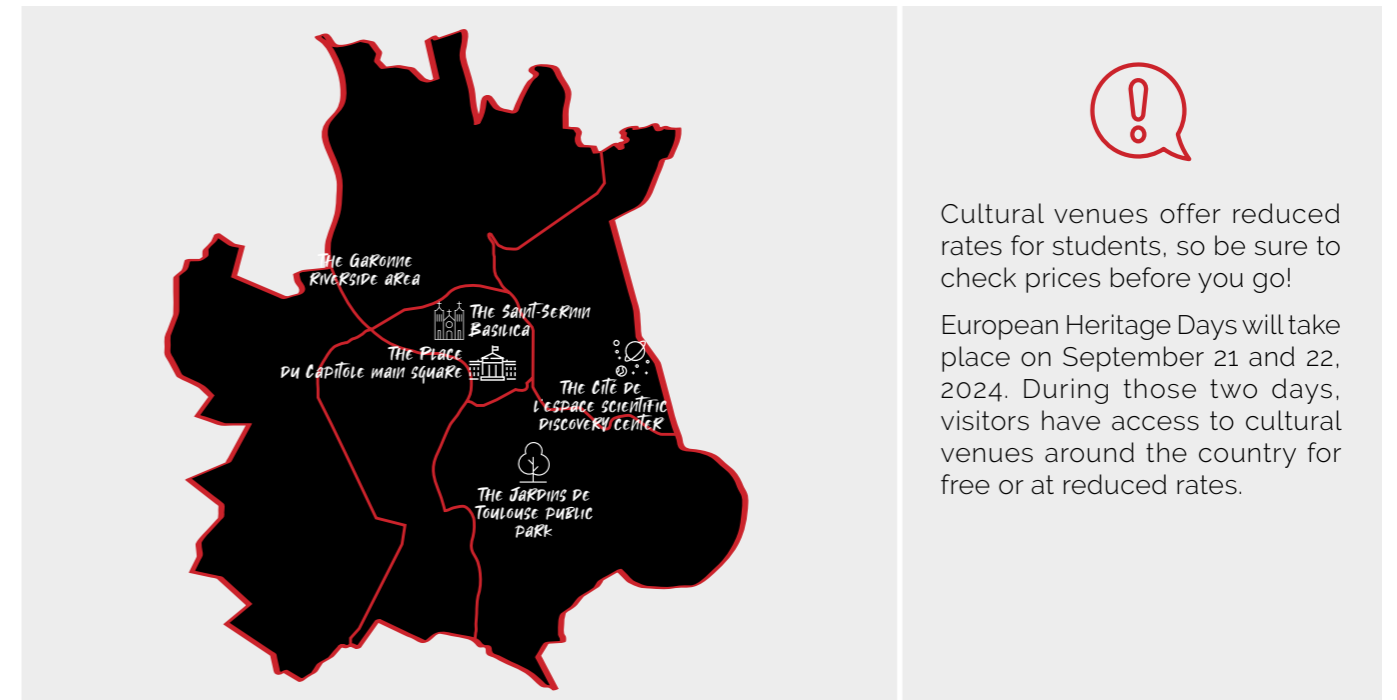 The Garonne
Riverside area
The Saint-Sernin
Basilica
The Place
du Capitole main square
The Cité de
l'espace scientific
discovery center
The Jardins de
Toulouse public
park
Cultural venues offer reduced
rates for students, so be sure to
check prices before you go!
European Heritage Days will take
place on September 21 and 22,
2024. During those two days,
visitors have access to cultural
venues around the country for
free or at reduced rates.